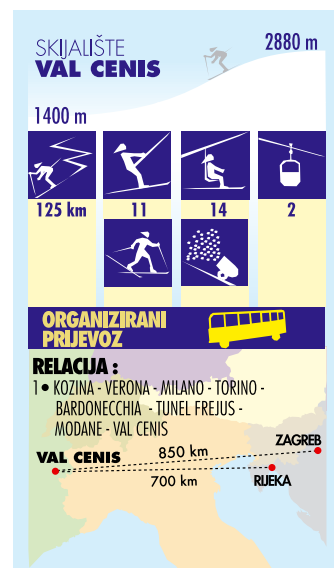 SKIJALIŠTE
VAL CENIS
2880 m
1400 m
125 km
11
14
2
ORGANIZIRANI
PRIJEVOZ
RELACIJA :
1• KOZINA - VERONA - MILANO - TORINO -
BARDONECCHIA - TUNEL FREJUS -
MODANE - VAL CENIS
ZAGREB
850 km
VAL CENIS
700 km
RIJEKA